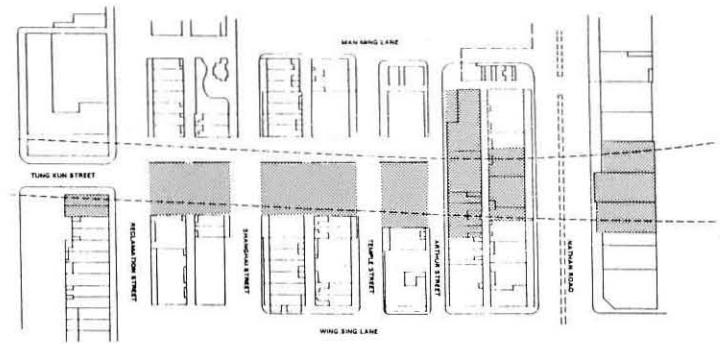 MAN MING LANE
TUNG KUN STREET
RECLAMATION STREET
SHANGHAI STREET
TEMPLE STREET
ARTHUR STREET
NATHAN ROAD
WING SING LANE